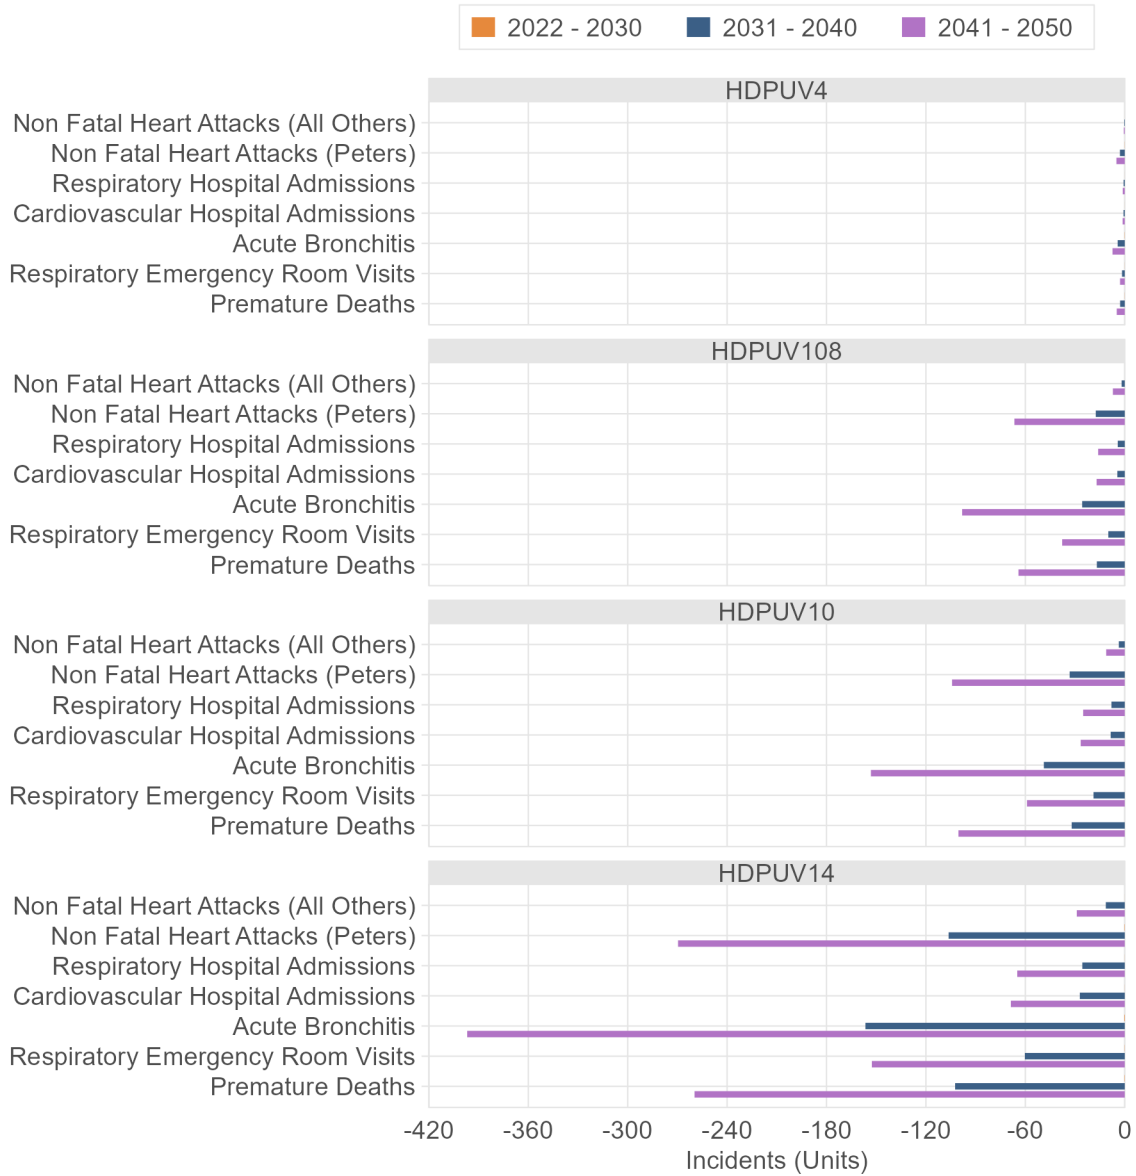 2022 - 2030 2031 - 2040 2041 - 2050
HDPUV4
Non Fatal Heart Attacks (All Others)
Non Fatal Heart Attacks (Peters)
Respiratory Hospital Admissions
Cardiovascular Hospital Admissions
Acute Bronchitis
Respiratory Emergency Room Visits
Premature Deaths
HDPUV108
Non Fatal Heart Attacks (All Others)
Non Fatal Heart Attacks (Peters)
Respiratory Hospital Admissions
Cardiovascular Hospital Admissions
Acute Bronchitis
Respiratory Emergency Room Visits
Premature Deaths
HDPUV10
Non Fatal Heart Attacks (All Others)
Non Fatal Heart Attacks (Peters)
Respiratory Hospital Admissions
Cardiovascular Hospital Admissions
Acute Bronchitis
Respiratory Emergency Room Visits
Premature Deaths
HDPUV14
Non Fatal Heart Attacks (All Others)
Non Fatal Heart Attacks (Peters)
Respiratory Hospital Admissions
Cardiovascular Hospital Admissions
Acute Bronchitis
Respiratory Emergency Room Visits
Premature Deaths
-420 -360 -300 -240 -180 -120 -60 0
Incidents (Units)